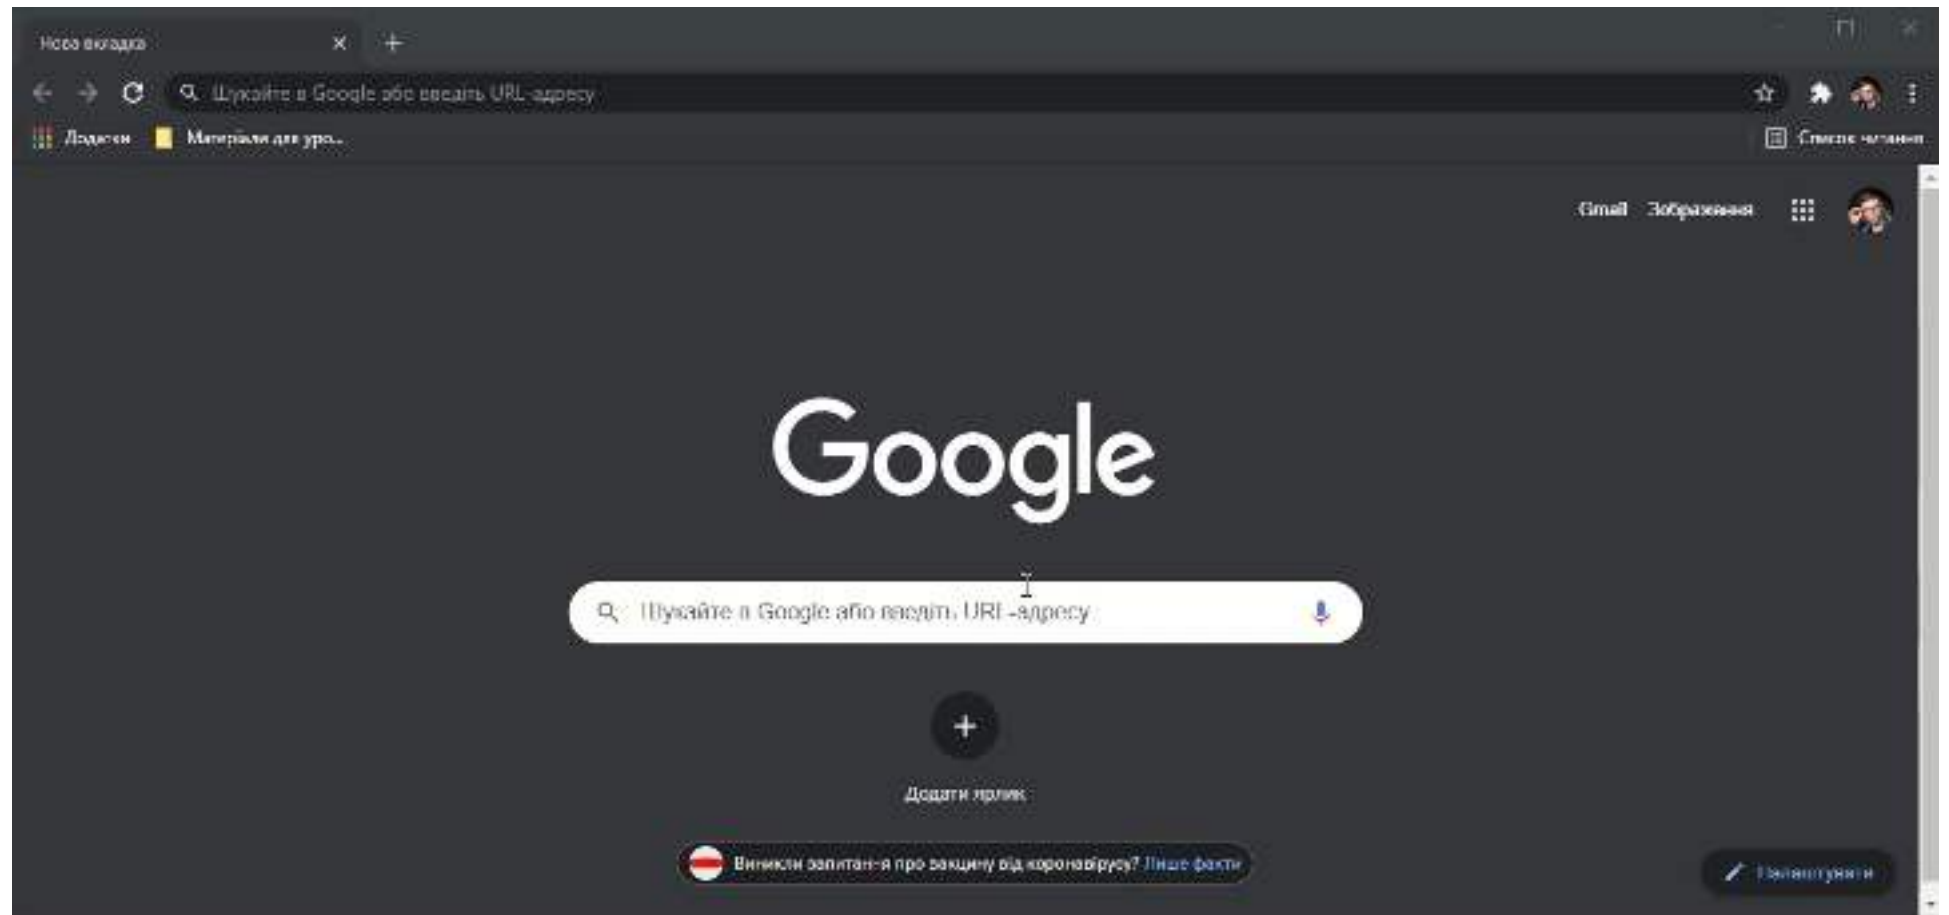 Нова вкладка
Шукайте в Google або введіть URL-адресу
Додатки Матеріали для уро... Список читання
Gmail Зображення
Google
Шукайте в Google або введіть URL-адресу
Додати ярлик
Виникли запитання про вакцину від коронавірусу? Лише факти
Налаштувати